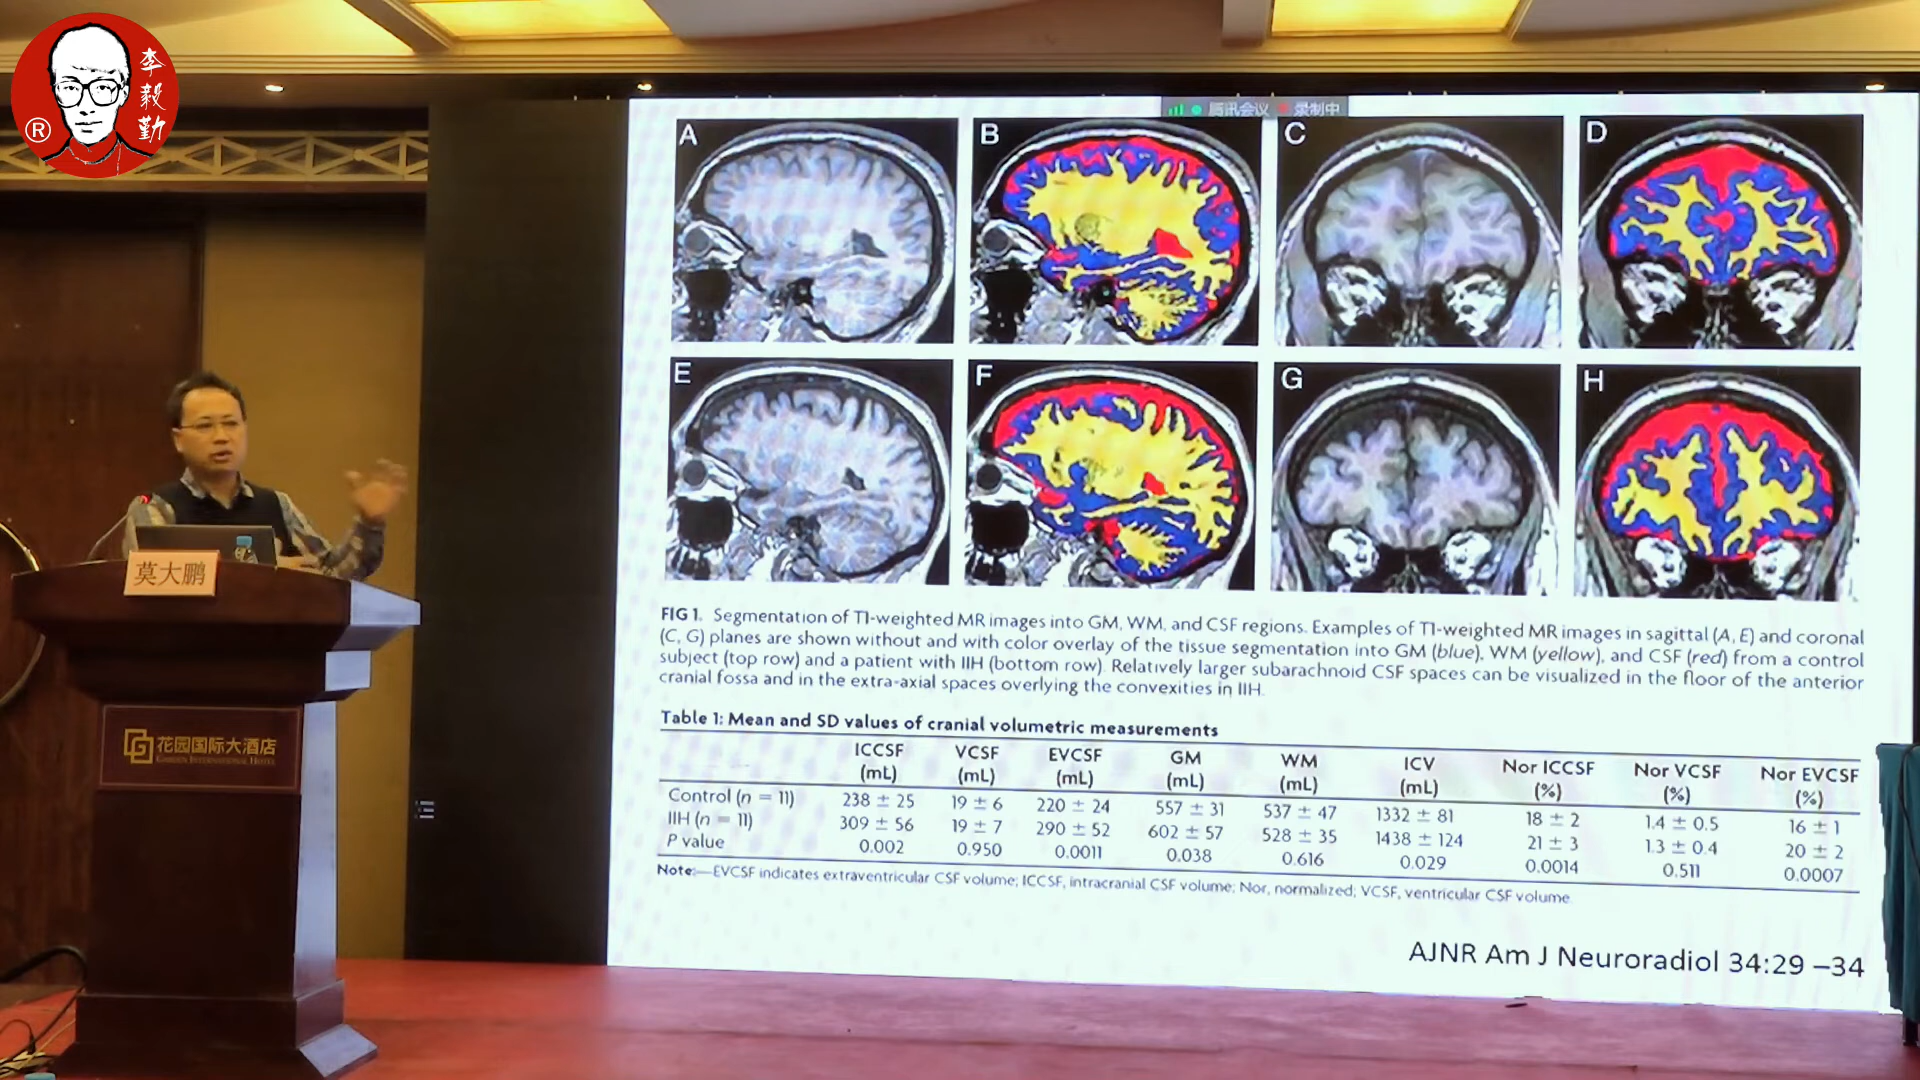 李毅勤
®
腾讯会议 录制中
A
B
C
D
E
F
G
H
FIG 1. Segmentation of T1-weighted MR images into GM, WM, and CSF regions. Examples of T1-weighted MR images in sagittal (A, E) and coronal
(C, G) planes are shown without and with color overlay of the tissue segmentation into GM (blue), WM (yellow), and CSF (red) from a control
subject (top row) and a patient with IIH (bottom row). Relatively larger subarachnoid CSF spaces can be visualized in the floor of the anterior
cranial fossa and in the extra-axial spaces overlying the convexities in IIH.
Table 1: Mean and SD values of cranial volumetric measurements
ICCSF (mL) VCSF (mL) EVCSF (mL) GM (mL) WM (mL) ICV (mL) Nor ICCSF (%) Nor VCSF (%) Nor EVCSF (%)
Control (n = 11) 238 ± 25 19 ± 6 220 ± 24 557 ± 31 537 ± 47 1332 ± 81 18 ± 2 1.4 ± 0.5 16 ± 1
IIH (n = 11) 309 ± 56 19 ± 7 290 ± 52 602 ± 57 528 ± 35 1438 ± 124 21 ± 3 1.3 ± 0.4 20 ± 2
P value 0.002 0.950 0.0011 0.038 0.616 0.029 0.0014 0.511 0.0007
Note:—EVCSF indicates extraventricular CSF volume; ICCSF, intracranial CSF volume; Nor, normalized; VCSF, ventricular CSF volume.
AJNR Am J Neuroradiol 34:29 –34
莫大鹏
花园国际大酒店
GARDEN INTERNATIONAL HOTEL